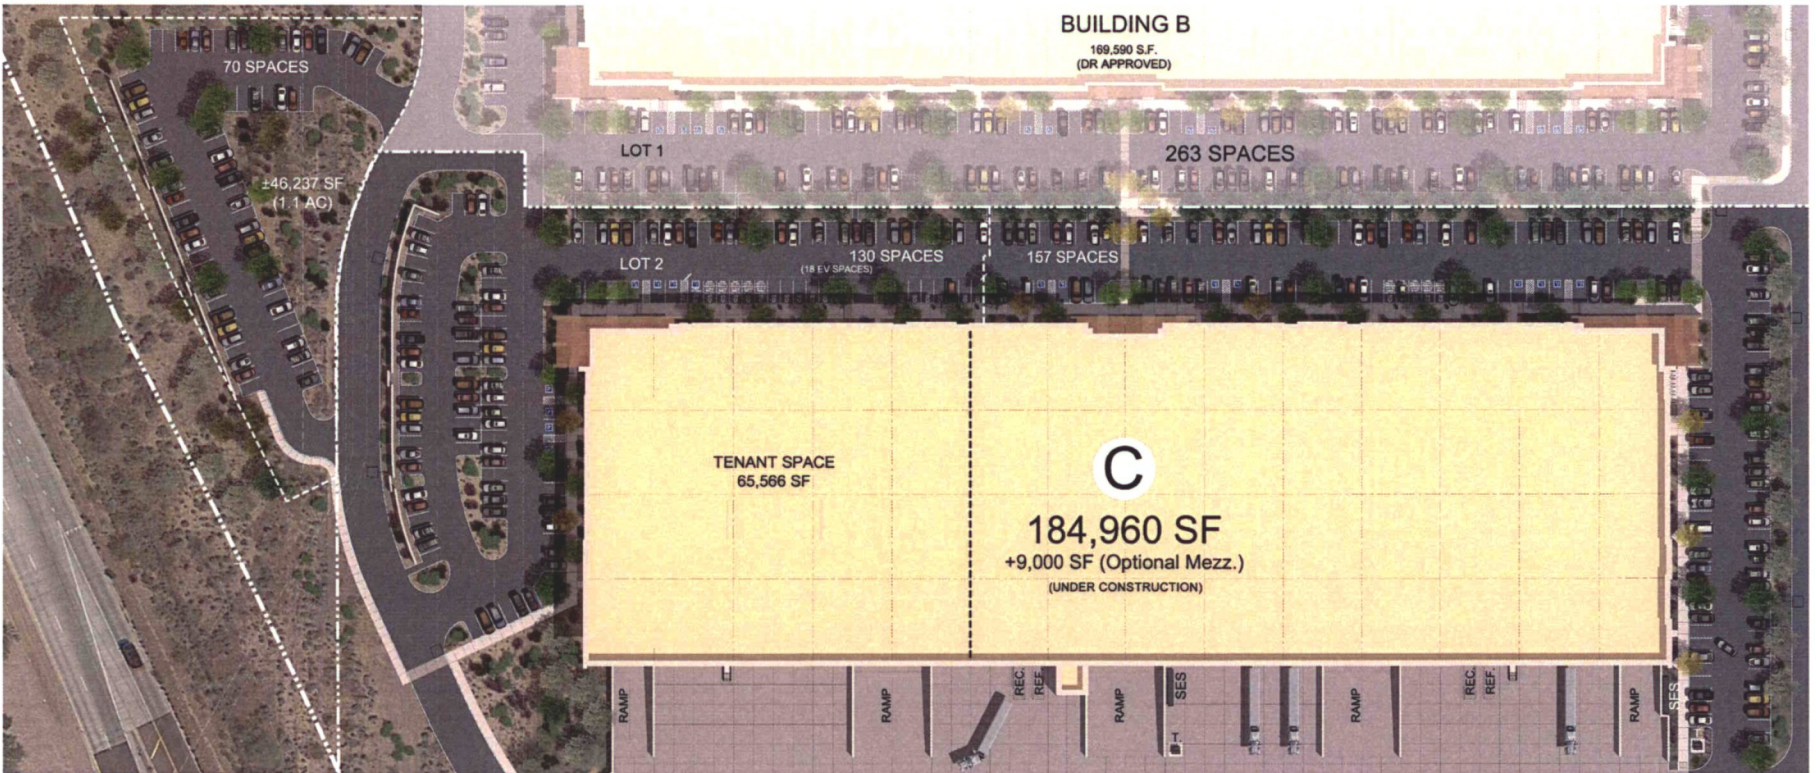 BUILDING B
169,590 S.F.
(DR APPROVED)
70 SPACES
LOT 1
263 SPACES
±46,237 SF
(1.1 AC)
LOT 2
130 SPACES
(18 EV SPACES)
157 SPACES
TENANT SPACE
65,566 SF
C
184,960 SF
+9,000 SF (Optional Mezz.)
(UNDER CONSTRUCTION)
RAMP
RAMP
REC.
REF.
RAMP
SES
T.
RAMP
REC.
REF.
RAMP
SES